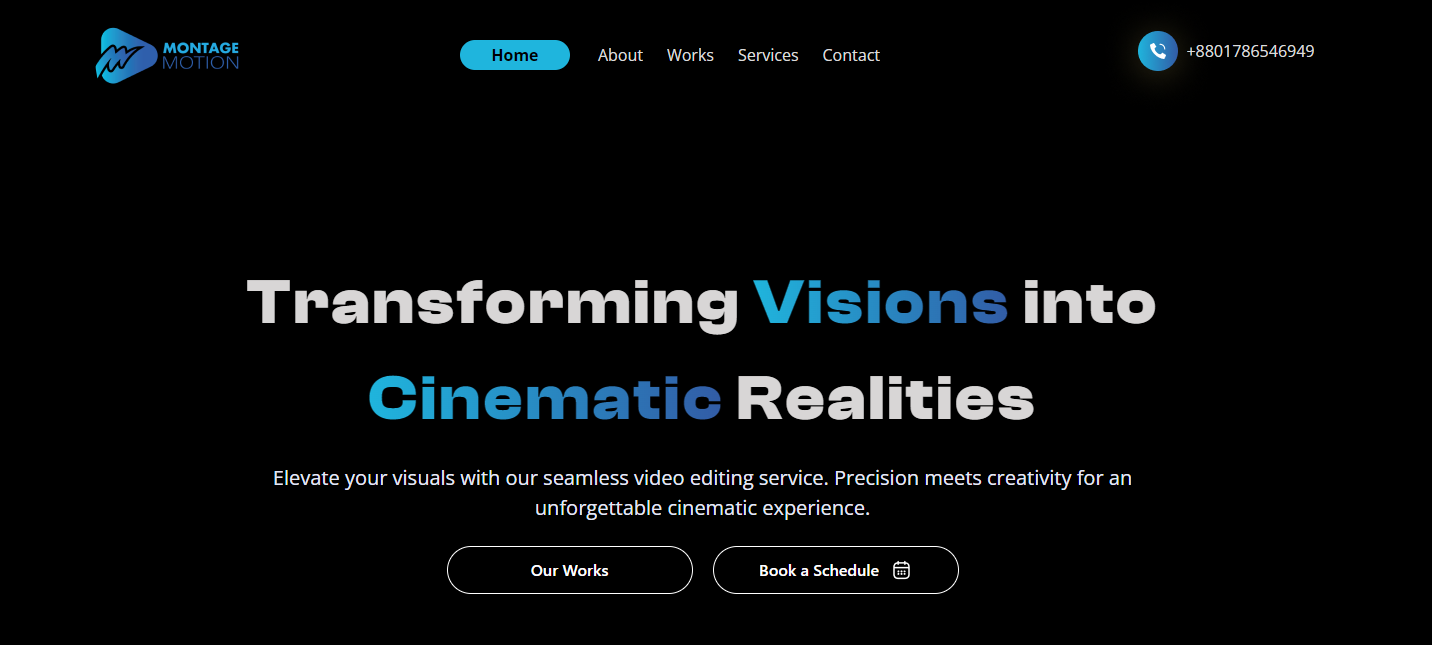 MONTAGE
MOTION
Home About Works Services Contact
+8801786546949
Transforming Visions into
Cinematic Realities
Elevate your visuals with our seamless video editing service. Precision meets creativity for an
unforgettable cinematic experience.
Our Works
Book a Schedule